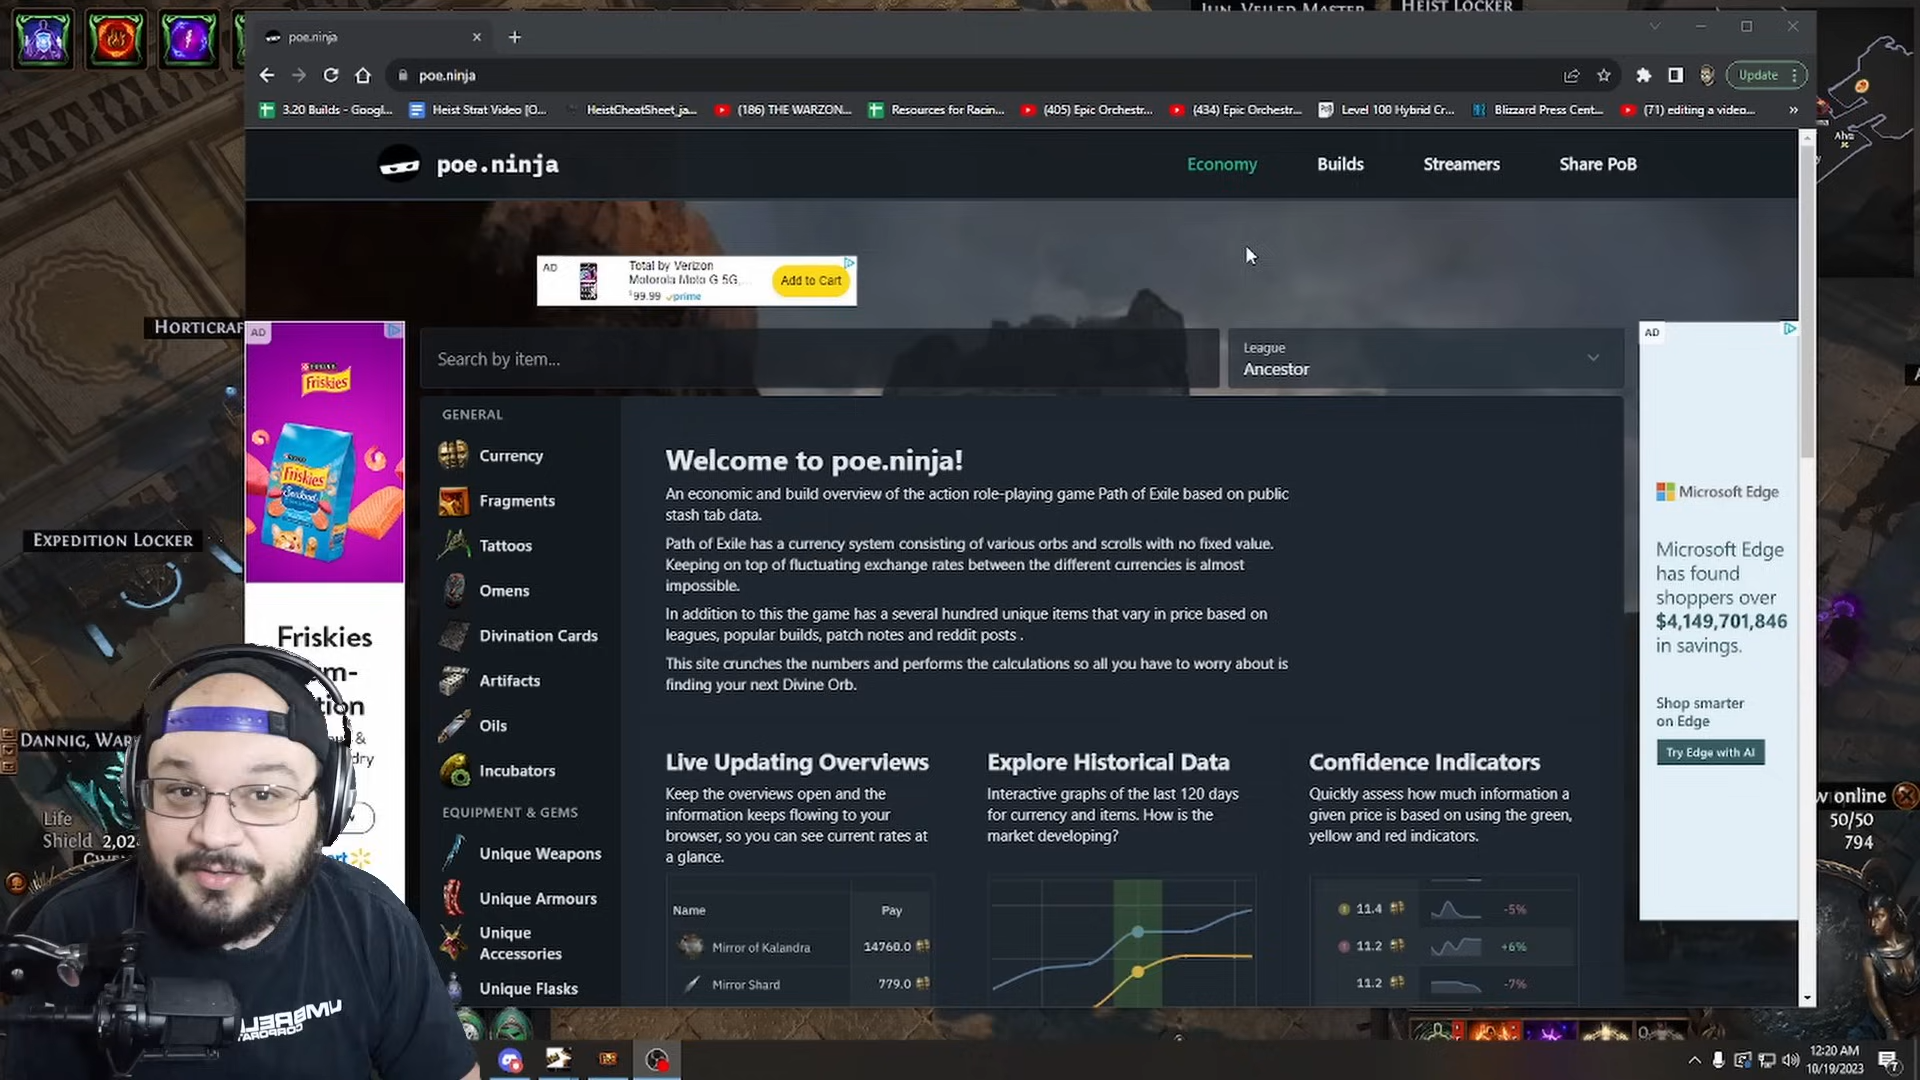 JUN, VEILED MASTER
HEIST LOCKER
poe.ninja
poe.ninja
Update
3.20 Builds - Googl...
Heist Strat Video [O...
HeistCheatSheet_ja...
(186) THE WARZON...
Resources for Racin...
(405) Epic Orchestr...
(434) Epic Orchestr...
Level 100 Hybrid Cr...
Blizzard Press Cent...
(71) editing a video...
»
poe.ninja
Economy
Builds
Streamers
Share PoB
AD
Total by Verizon
Motorola Moto G 5G,...
$99.99 prime
Add to Cart
HORTICRAF
EXPEDITION LOCKER
DANNIG, WAR
Life
Shield 2,02
AD
PURINA
Friskies
Friskies
Seafood
Friskies
Search by item...
League
Ancestor
GENERAL
Currency
Fragments
Tattoos
Omens
Divination Cards
Artifacts
Oils
Incubators
EQUIPMENT & GEMS
Unique Weapons
Unique Armours
Unique
Accessories
Unique Flasks
Welcome to poe.ninja!
An economic and build overview of the action role-playing game Path of Exile based on public
stash tab data.
Path of Exile has a currency system consisting of various orbs and scrolls with no fixed value.
Keeping on top of fluctuating exchange rates between the different currencies is almost
impossible.
In addition to this the game has a several hundred unique items that vary in price based on
leagues, popular builds, patch notes and reddit posts .
This site crunches the numbers and performs the calculations so all you have to worry about is
finding your next Divine Orb.
Live Updating Overviews
Keep the overviews open and the
information keeps flowing to your
browser, so you can see current rates at
a glance.
Name Pay
Mirror of Kalandra 14760.0
Mirror Shard 779.0
Explore Historical Data
Interactive graphs of the last 120 days
for currency and items. How is the
market developing?
Confidence Indicators
Quickly assess how much information a
given price is based on using the green,
yellow and red indicators.
11.4 -5%
11.2 +6%
11.2 -7%
AD
Microsoft Edge
Microsoft Edge
has found
shoppers over
$4,149,701,846
in savings.
Shop smarter
on Edge
Try Edge with AI
online
50/50
794
UMBRELL
CORPORAT
12:20 AM
10/19/2023